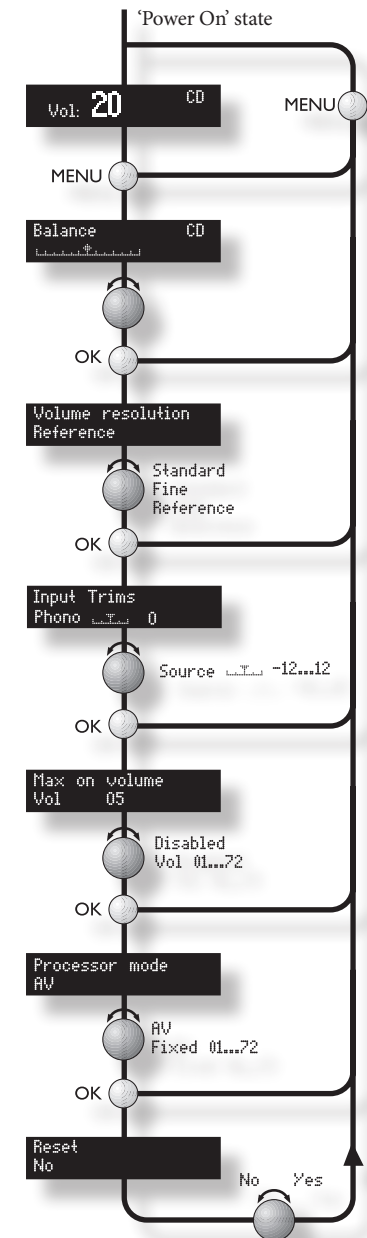 ‘Power On’ state
Vol: 20 CD
MENU
MENU
Balance CD
OK
Volume resolution
Reference
Standard
Fine
Reference
OK
Input Trims
Phono 0
Source -12...12
OK
Max on volume
Vol 05
Disabled
Vol 01...72
OK
Processor mode
AV
AV
Fixed 01...72
OK
Reset
No
No Yes